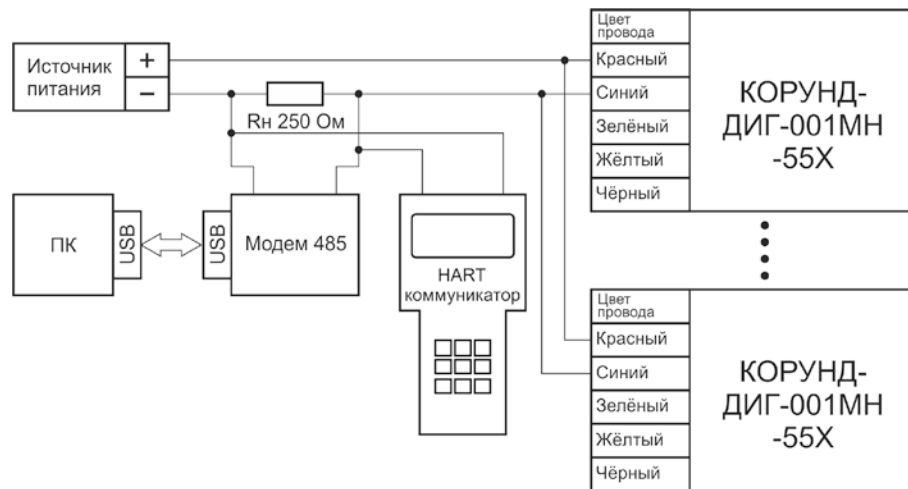 Источник
питания
+
−
Rн 250 Ом
ПК
USB
USB
Модем 485
HART
коммуникатор
Цвет
провода
Красный
Синий
Зелёный
Жёлтый
Чёрный
КОРУНД-
ДИГ-001МН
-55Х
Цвет
провода
Красный
Синий
Зелёный
Жёлтый
Чёрный
КОРУНД-
ДИГ-001МН
-55Х